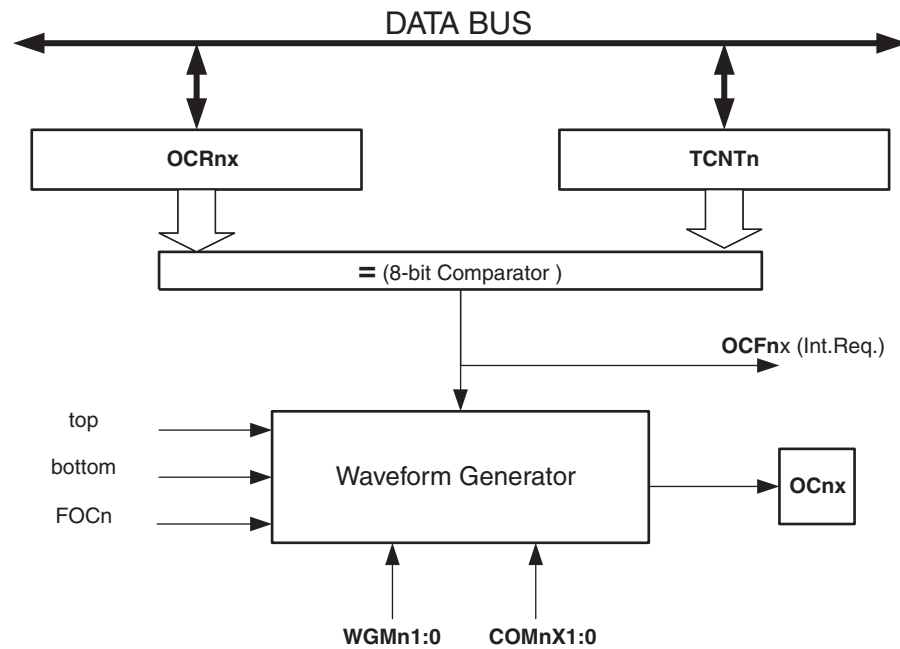 DATA BUS
OCRnx
TCNTn
= (8-bit Comparator )
OCFnx (Int.Req.)
top
bottom
FOCn
Waveform Generator
OCnx
WGMn1:0
COMnX1:0